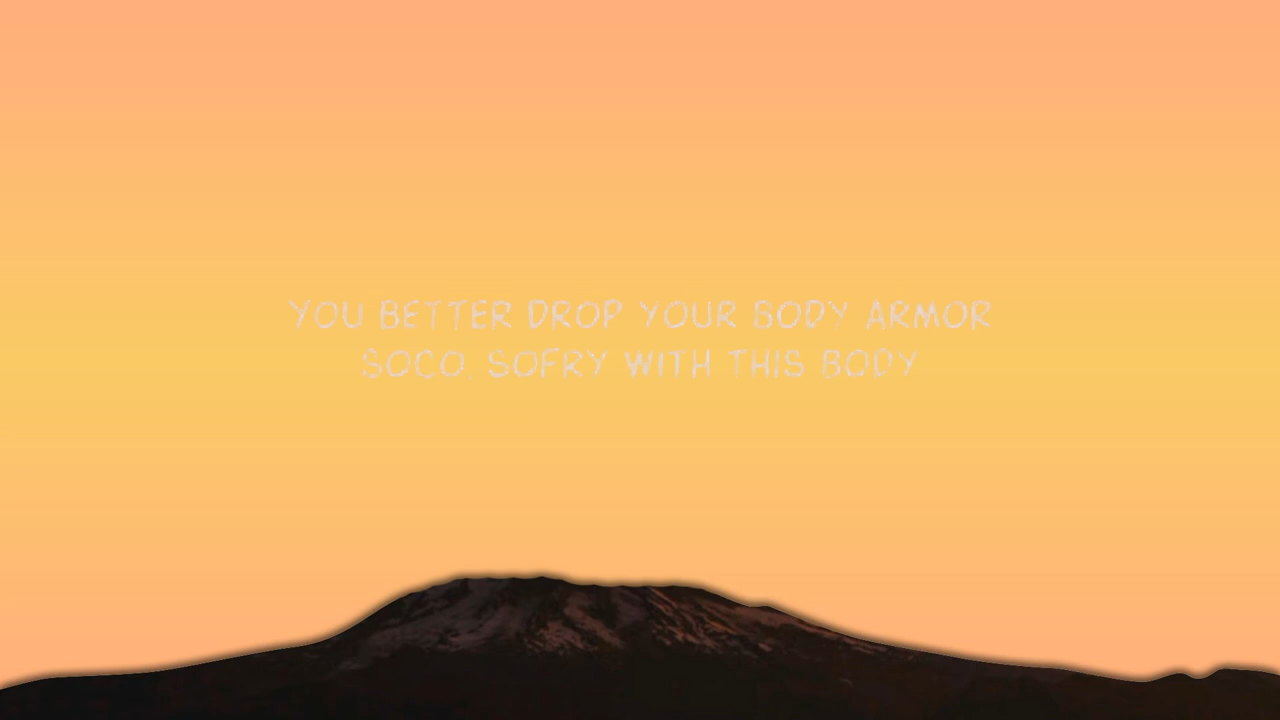 YOU BETTER DROP YOUR BODY ARMOR
SOCO, SOFRY WITH THIS BODY